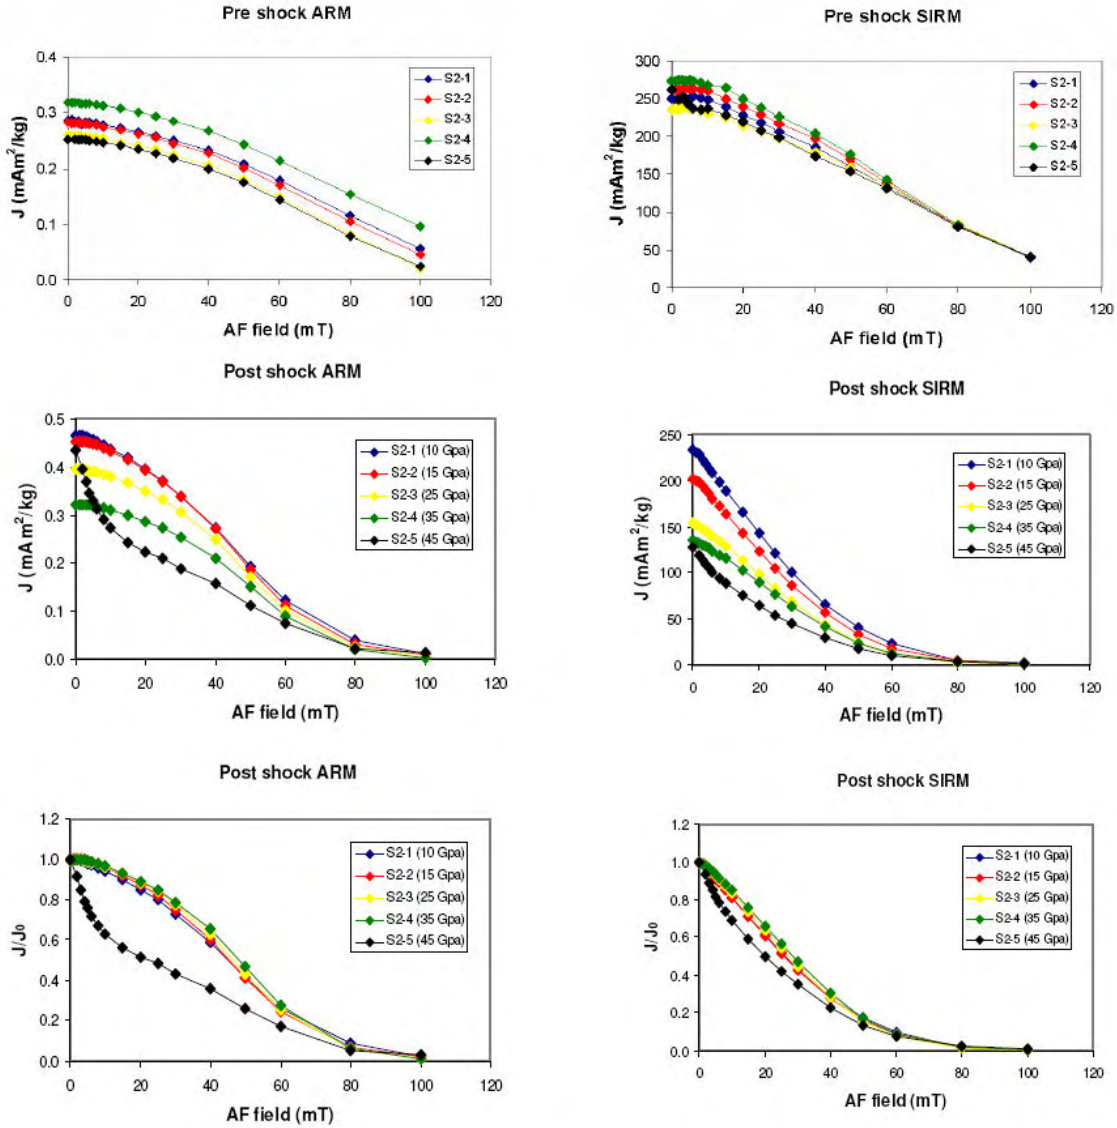 Pre shock ARM
0.4
0.3
0.2
0.1
0.0
J (mAm²/kg)
0 20 40 60 80 100 120
AF field (mT)
S2-1
S2-2
S2-3
S2-4
S2-5
Pre shock SIRM
300
250
200
150
100
50
0
J (mAm²/kg)
0 20 40 60 80 100 120
AF field (mT)
S2-1
S2-2
S2-3
S2-4
S2-5
Post shock ARM
0.5
0.4
0.3
0.2
0.1
0.0
J (mAm²/kg)
0 20 40 60 80 100 120
AF field (mT)
S2-1 (10 Gpa)
S2-2 (15 Gpa)
S2-3 (25 Gpa)
S2-4 (35 Gpa)
S2-5 (45 Gpa)
Post shock SIRM
250
200
150
100
50
0
J (mAm²/kg)
0 20 40 60 80 100 120
AF field (mT)
S2-1 (10 Gpa)
S2-2 (15 Gpa)
S2-3 (25 Gpa)
S2-4 (35 Gpa)
S2-5 (45 Gpa)
Post shock ARM
1.2
1.0
0.8
0.6
0.4
0.2
0.0
J/J₀
0 20 40 60 80 100 120
AF field (mT)
S2-1 (10 Gpa)
S2-2 (15 Gpa)
S2-3 (25 Gpa)
S2-4 (35 Gpa)
S2-5 (45 Gpa)
Post shock SIRM
1.2
1.0
0.8
0.6
0.4
0.2
0.0
J/J₀
0 20 40 60 80 100 120
AF field (mT)
S2-1 (10 Gpa)
S2-2 (15 Gpa)
S2-3 (25 Gpa)
S2-4 (35 Gpa)
S2-5 (45 Gpa)